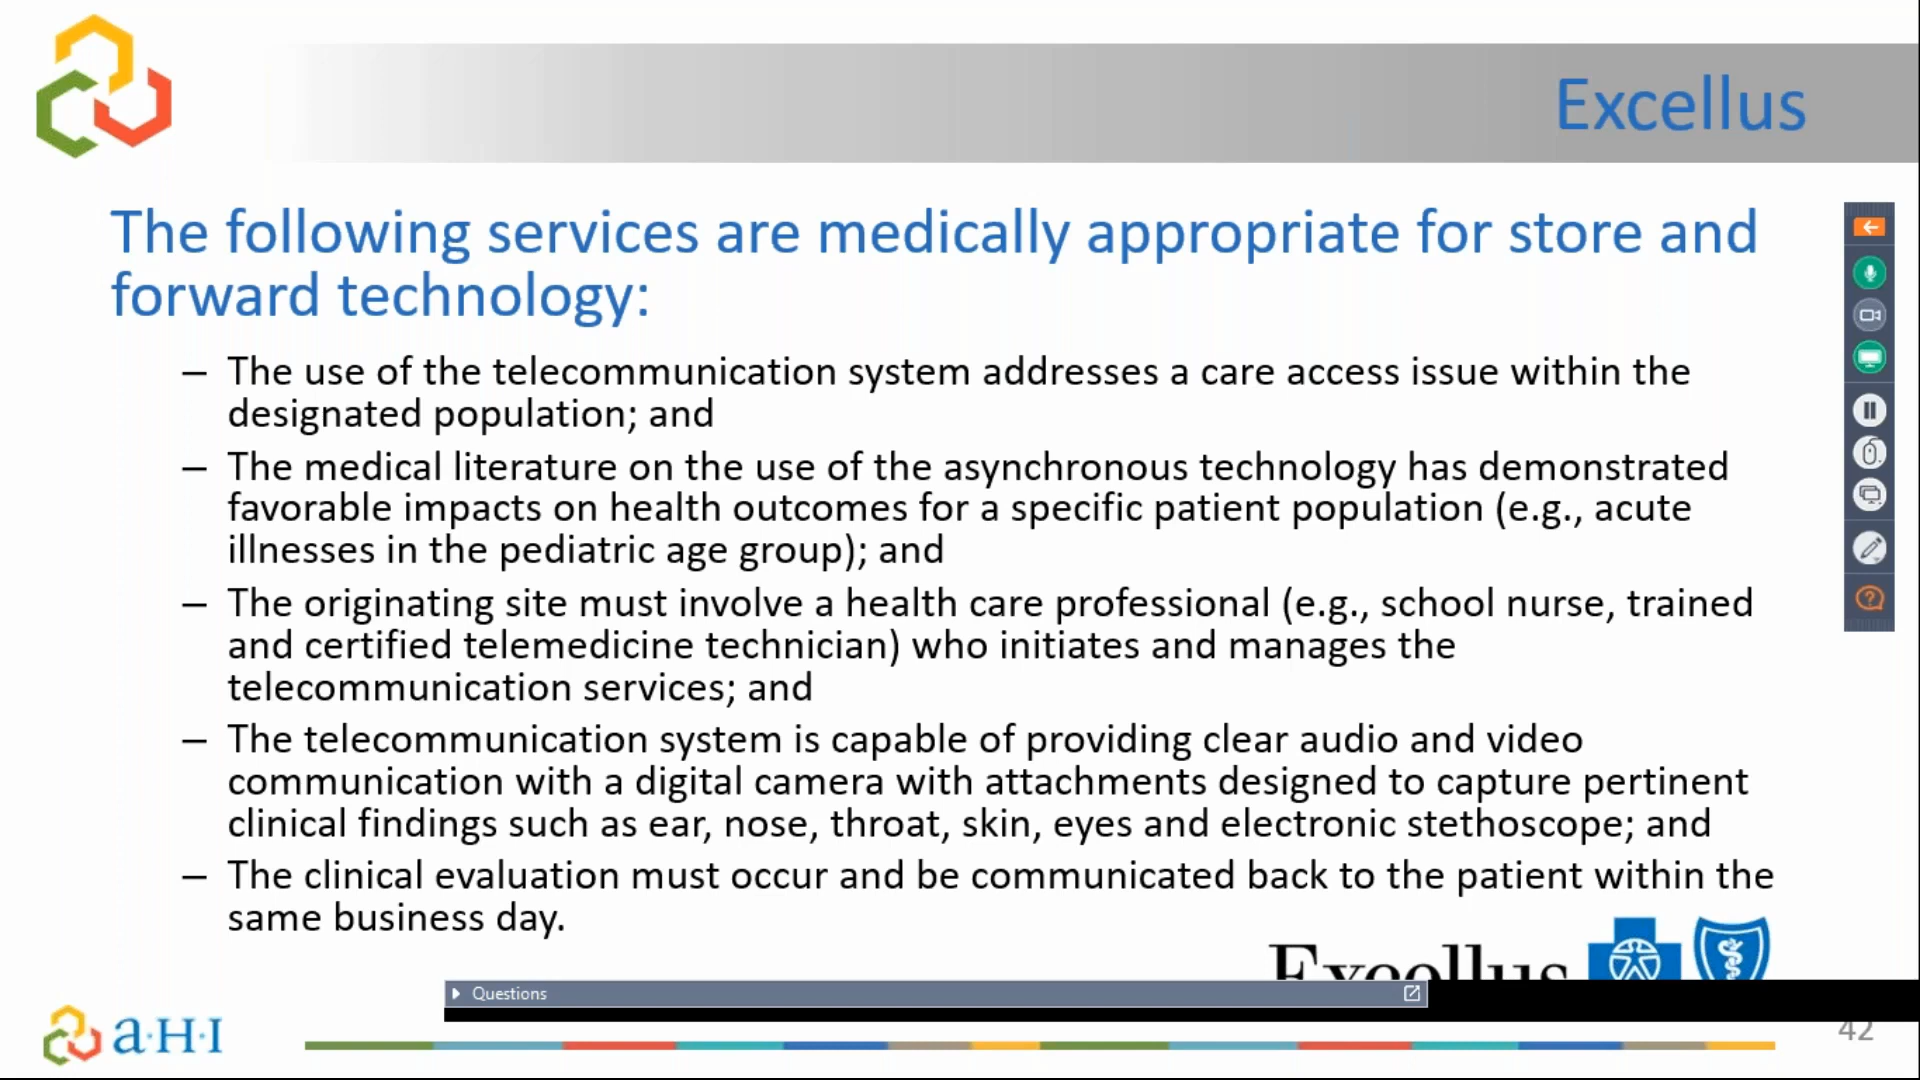 Excellus
The following services are medically appropriate for store and
forward technology:
– The use of the telecommunication system addresses a care access issue within the
designated population; and
– The medical literature on the use of the asynchronous technology has demonstrated
favorable impacts on health outcomes for a specific patient population (e.g., acute
illnesses in the pediatric age group); and
– The originating site must involve a health care professional (e.g., school nurse, trained
and certified telemedicine technician) who initiates and manages the
telecommunication services; and
– The telecommunication system is capable of providing clear audio and video
communication with a digital camera with attachments designed to capture pertinent
clinical findings such as ear, nose, throat, skin, eyes and electronic stethoscope; and
– The clinical evaluation must occur and be communicated back to the patient within the
same business day.
Excellus
Questions
a·H·I
42